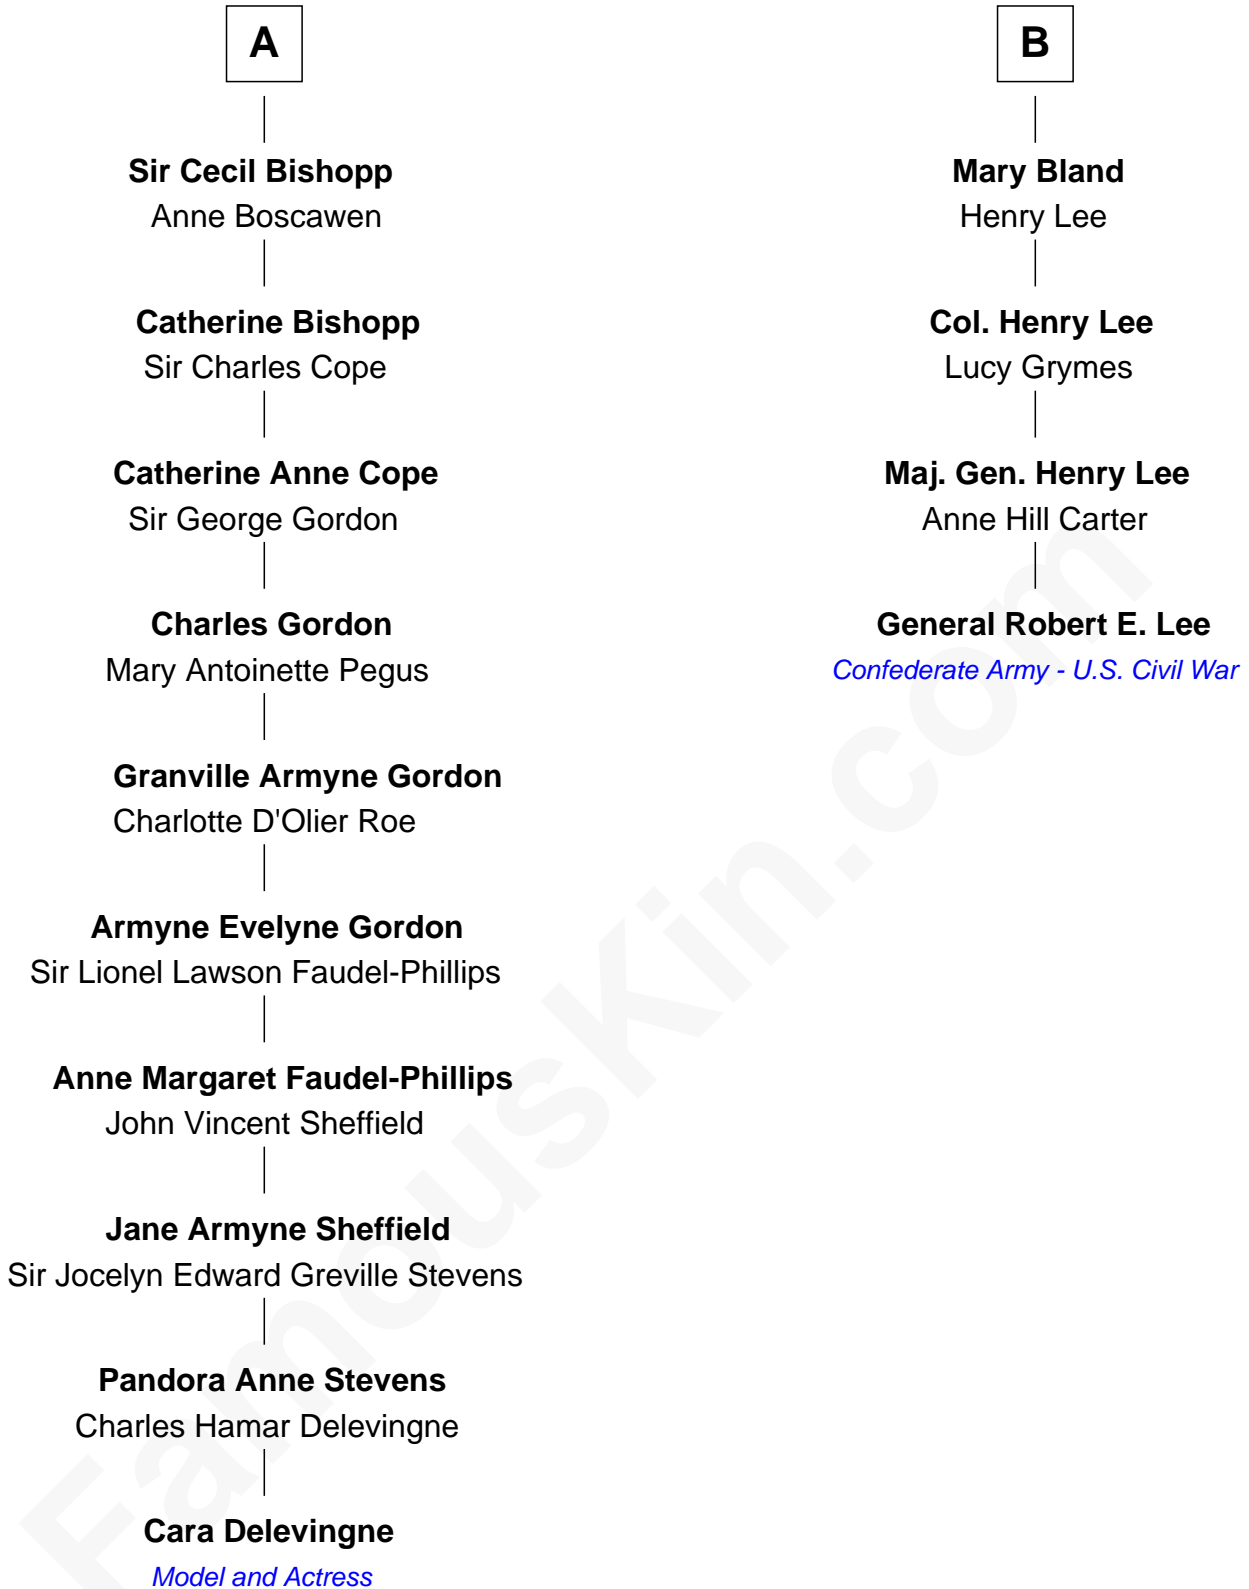 A
Sir Cecil Bishopp
Anne Boscawen
Catherine Bishopp
Sir Charles Cope
Catherine Anne Cope
Sir George Gordon
Charles Gordon
Mary Antoinette Pegus
Granville Armyne Gordon
Charlotte D'Olier Roe
Armyne Evelyne Gordon
Sir Lionel Lawson Faudel-Phillips
Anne Margaret Faudel-Phillips
John Vincent Sheffield
Jane Armyne Sheffield
Sir Jocelyn Edward Greville Stevens
Pandora Anne Stevens
Charles Hamar Delevingne
Cara Delevingne
Model and Actress
B
Mary Bland
Henry Lee
Col. Henry Lee
Lucy Grymes
Maj. Gen. Henry Lee
Anne Hill Carter
General Robert E. Lee
Confederate Army - U.S. Civil War
FamousKin.com